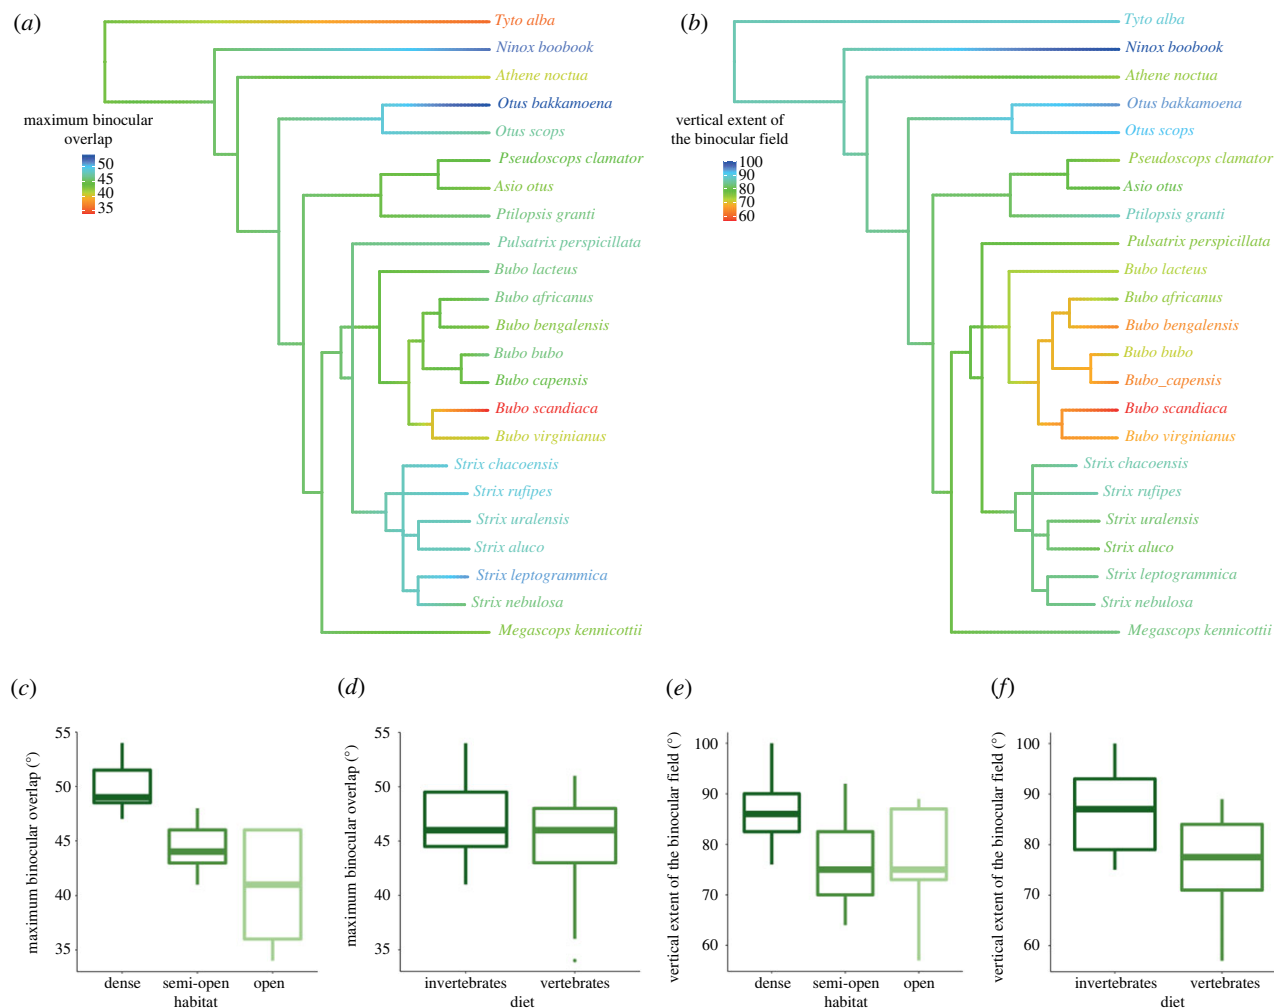 (a)
Tyto alba
Ninox boobook
Athene noctua
Otus bakkamoena
Otus scops
Pseudoscops clamator
Asio otus
Ptilopsis granti
Pulsatrix perspicillata
Bubo lacteus
Bubo africanus
Bubo bengalensis
Bubo bubo
Bubo capensis
Bubo scandiaca
Bubo virginianus
Strix chacoensis
Strix rufipes
Strix uralensis
Strix aluco
Strix leptogrammica
Strix nebulosa
Megascops kennicottii
maximum binocular
overlap
50
45
40
35
(b)
Tyto alba
Ninox boobook
Athene noctua
Otus bakkamoena
Otus scops
Pseudoscops clamator
Asio otus
Ptilopsis granti
Pulsatrix perspicillata
Bubo lacteus
Bubo africanus
Bubo bengalensis
Bubo bubo
Bubo_capensis
Bubo scandiaca
Bubo virginianus
Strix chacoensis
Strix rufipes
Strix uralensis
Strix aluco
Strix leptogrammica
Strix nebulosa
Megascops kennicottii
vertical extent of
the binocular field
100
90
80
70
60
(c)
maximum binocular overlap (°)
55
50
45
40
35
dense semi-open open
habitat
(d)
maximum binocular overlap (°)
55
50
45
40
35
invertebrates vertebrates
diet
(e)
vertical extent of the binocular field (°)
100
90
80
70
60
dense semi-open open
habitat
(f)
vertical extent of the binocular field (°)
100
90
80
70
60
invertebrates vertebrates
diet